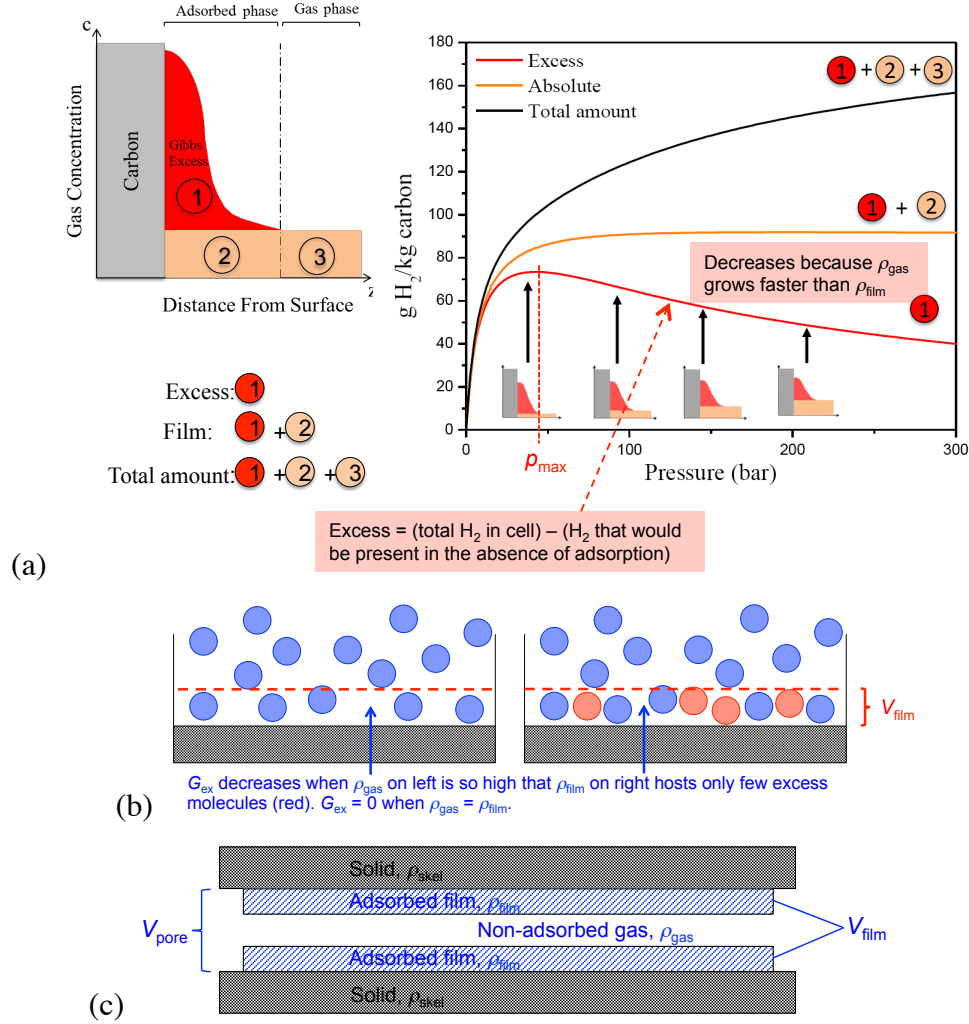 Adsorbed phase
Gas phase
c
Gas Concentration
Carbon
Gibbs
Excess
1
2
3
z
Distance From Surface
Excess: 1
Film: 1 + 2
Total amount: 1 + 2 + 3
g H2/kg carbon
180
160
140
120
100
80
60
40
20
0
Excess
Absolute
Total amount
1 + 2 + 3
1 + 2
Decreases because ρgas
grows faster than
ρfilm
1
0
100
200
300
pmax
Pressure (bar)
Excess = (total H2 in cell) – (H2 that would
be present in the absence of adsorption)
(a)
Vfilm
Gex decreases when ρgas on left is so high that ρfilm on right hosts only few excess
molecules (red). Gex = 0 when ρgas = ρfilm.
(b)
Solid, ρskel
Adsorbed film, ρfilm
Vpore
Non-adsorbed gas, ρgas
Vfilm
Adsorbed film, ρfilm
Solid, ρskel
(c)